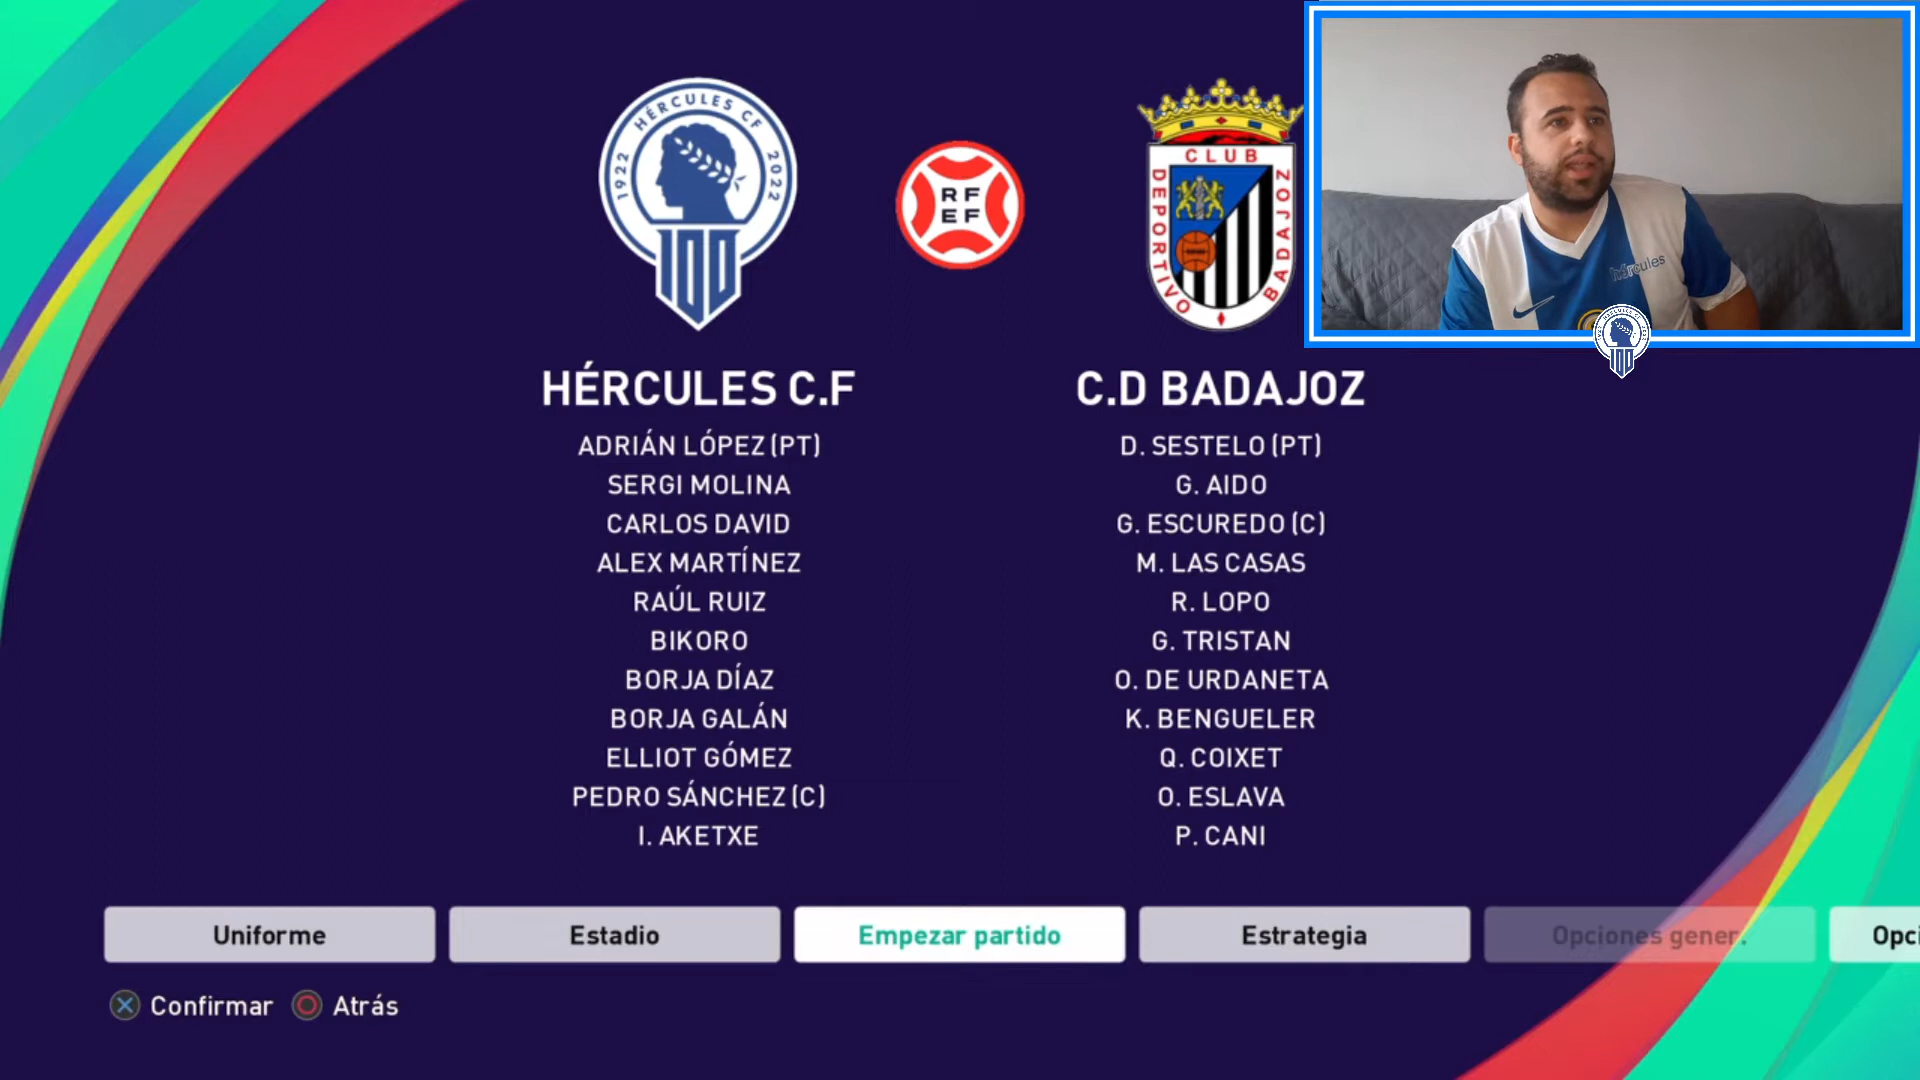 1922 HÉRCULES CF 2022
100
RF
EF
CLUB
DEPORTIVO
BADAJOZ
hércules
100
HÉRCULES C.F
C.D BADAJOZ
ADRIÁN LÓPEZ (PT)
D. SESTELO (PT)
SERGI MOLINA
G. AIDO
CARLOS DAVID
G. ESCUREDO (C)
ALEX MARTÍNEZ
M. LAS CASAS
RAÚL RUIZ
R. LOPO
BIKORO
G. TRISTAN
BORJA DÍAZ
O. DE URDANETA
BORJA GALÁN
K. BENGUELER
ELLIOT GÓMEZ
Q. COIXET
PEDRO SÁNCHEZ (C)
O. ESLAVA
I. AKETXE
P. CANI
Uniforme
Estadio
Empezar partido
Estrategia
Opciones gener.
Opci
Confirmar
Atrás